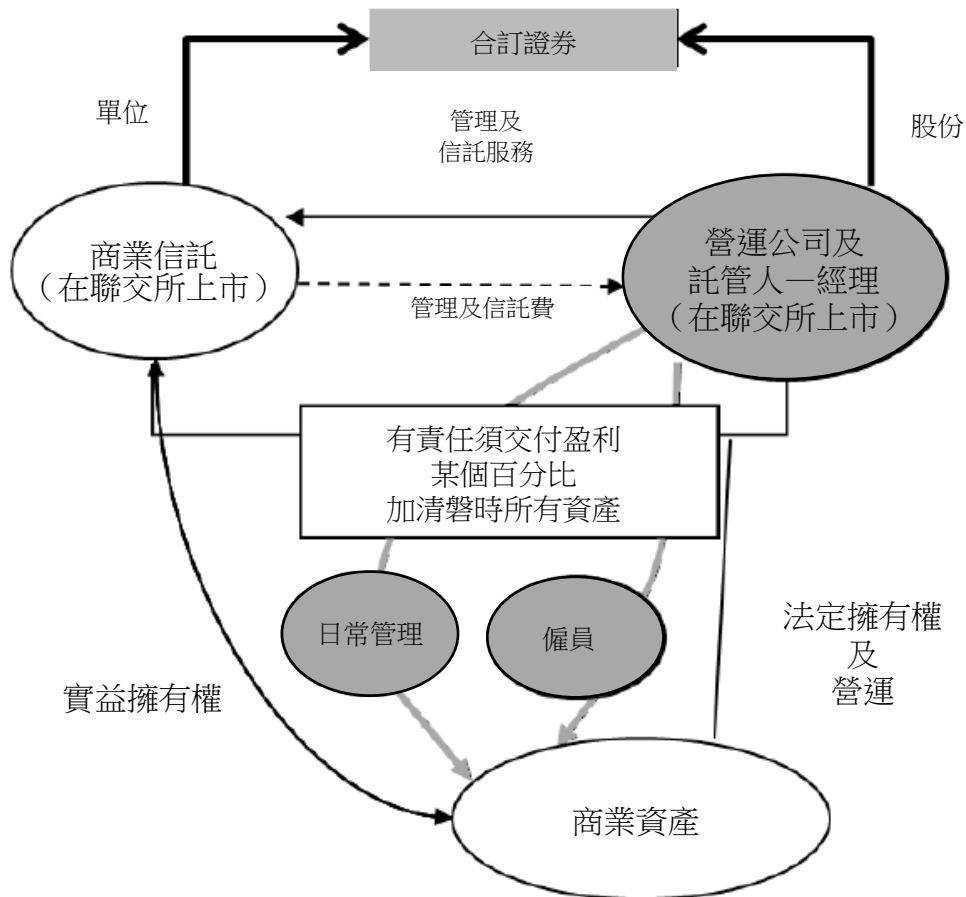 合訂證券
單位
管理及
信託服務
股份
商業信託
（在聯交所上市）
營運公司及
託管人—經理
（在聯交所上市）
管理及信託費
有責任須交付盈利
某個百分比
加清磐時所有資產
日常管理
僱員
法定擁有權
及
營運
實益擁有權
商業資產